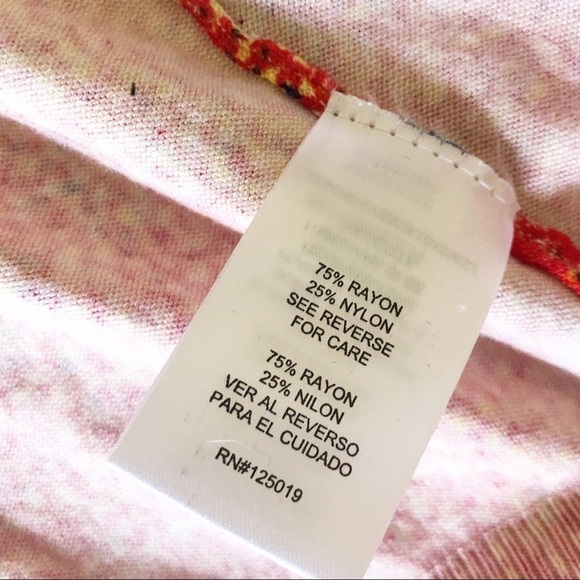 75% RAYON
25% NYLON
SEE REVERSE
FOR CARE
75% RAYON
25% NILON
VER AL REVERSO
PARA EL CUIDADO
RN#125019